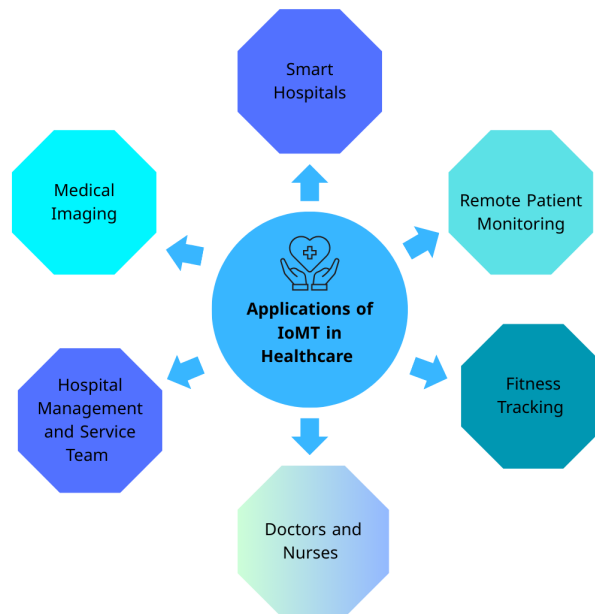 Smart
Hospitals
Medical
Imaging
Remote Patient
Monitoring
Applications of
IoMT in
Healthcare
Hospital
Management
and Service
Team
Fitness
Tracking
Doctors and
Nurses